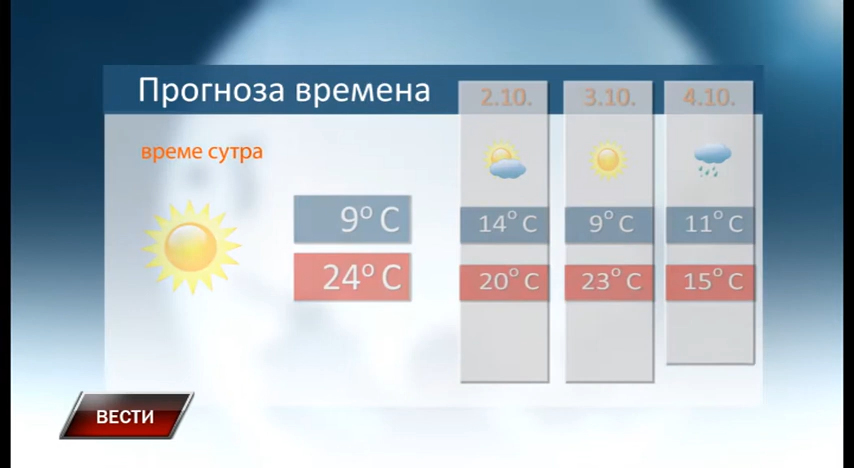 Прогноза времена
2.10. 3.10. 4.10.
време сутра
9° C
14° C 9° C 11° C
24° C
20° C 23° C 15° C
ВЕСТИ